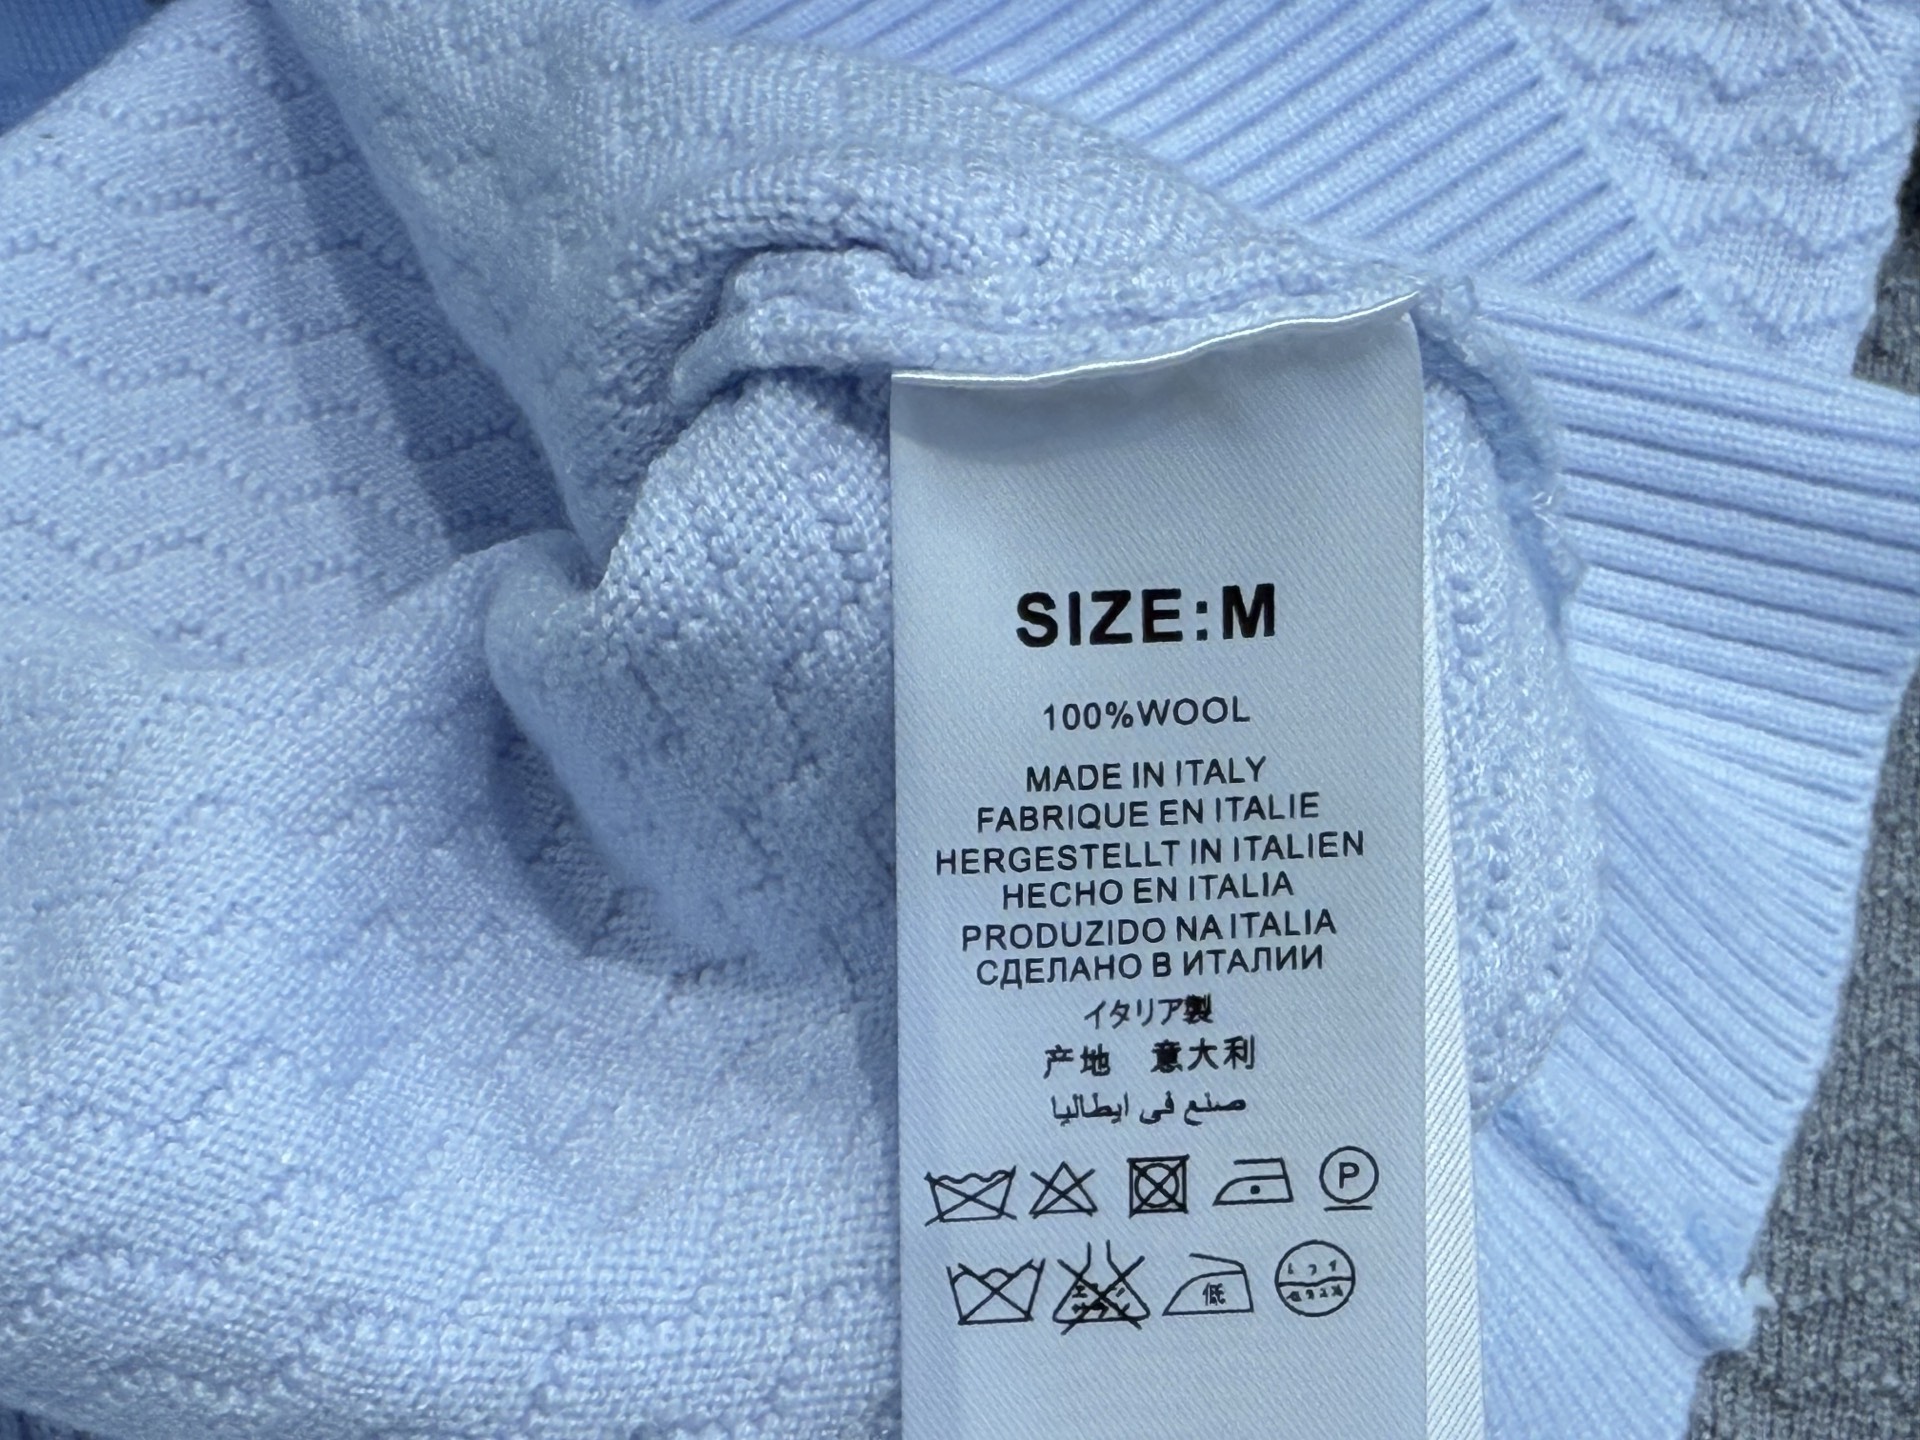 SIZE:M
100%WOOL
MADE IN ITALY
FABRIQUE EN ITALIE
HERGESTELLT IN ITALIEN
HECHO EN ITALIA
PRODUZIDO NA ITALIA
СДЕЛАНО В ИТАЛИИ
イタリア製
产地 意大利
صنع في ايطاليا
P
低